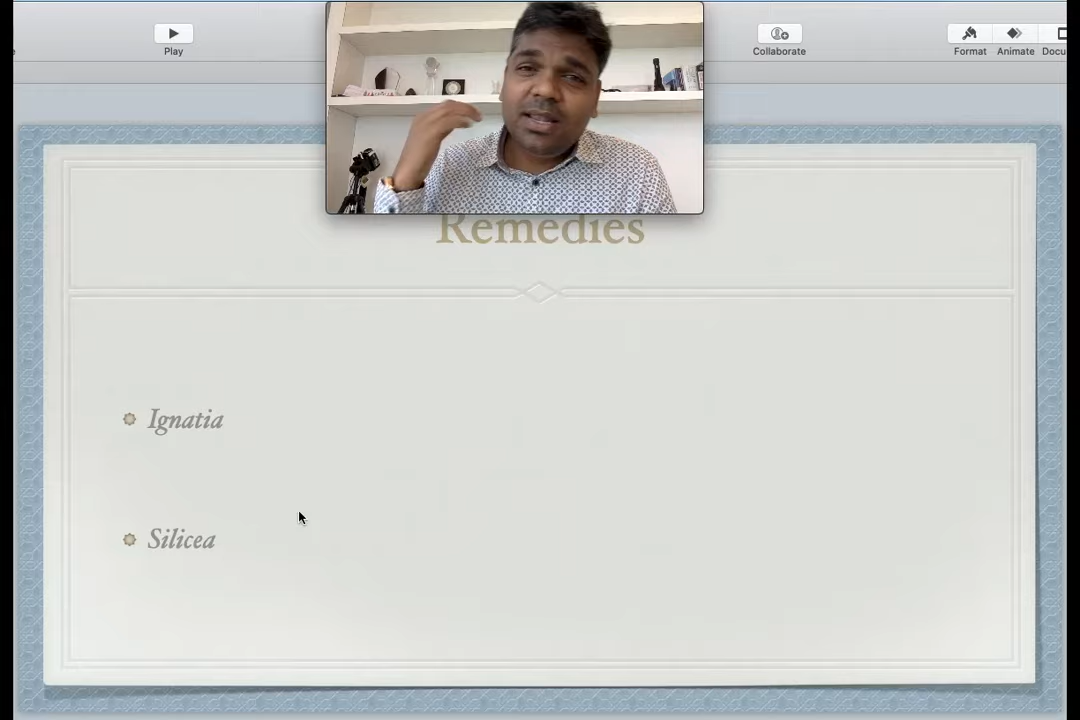 Play
Collaborate
Format
Animate
Remedies
Ignatia
Silicea